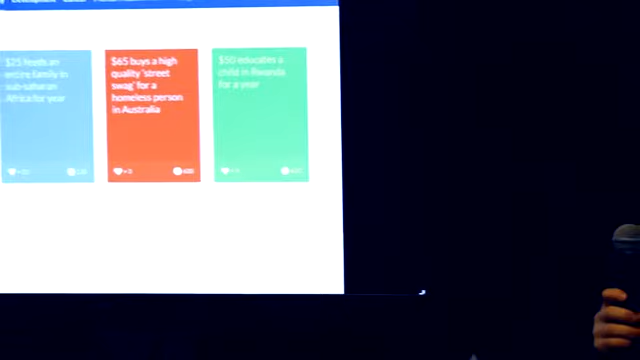 $25 feeds an
entire family in
sub-saharan
Africa for year
$65 buys a high
quality 'street
swag' for a
homeless person
in Australia
$50 educates a
child in Rwanda
for a year